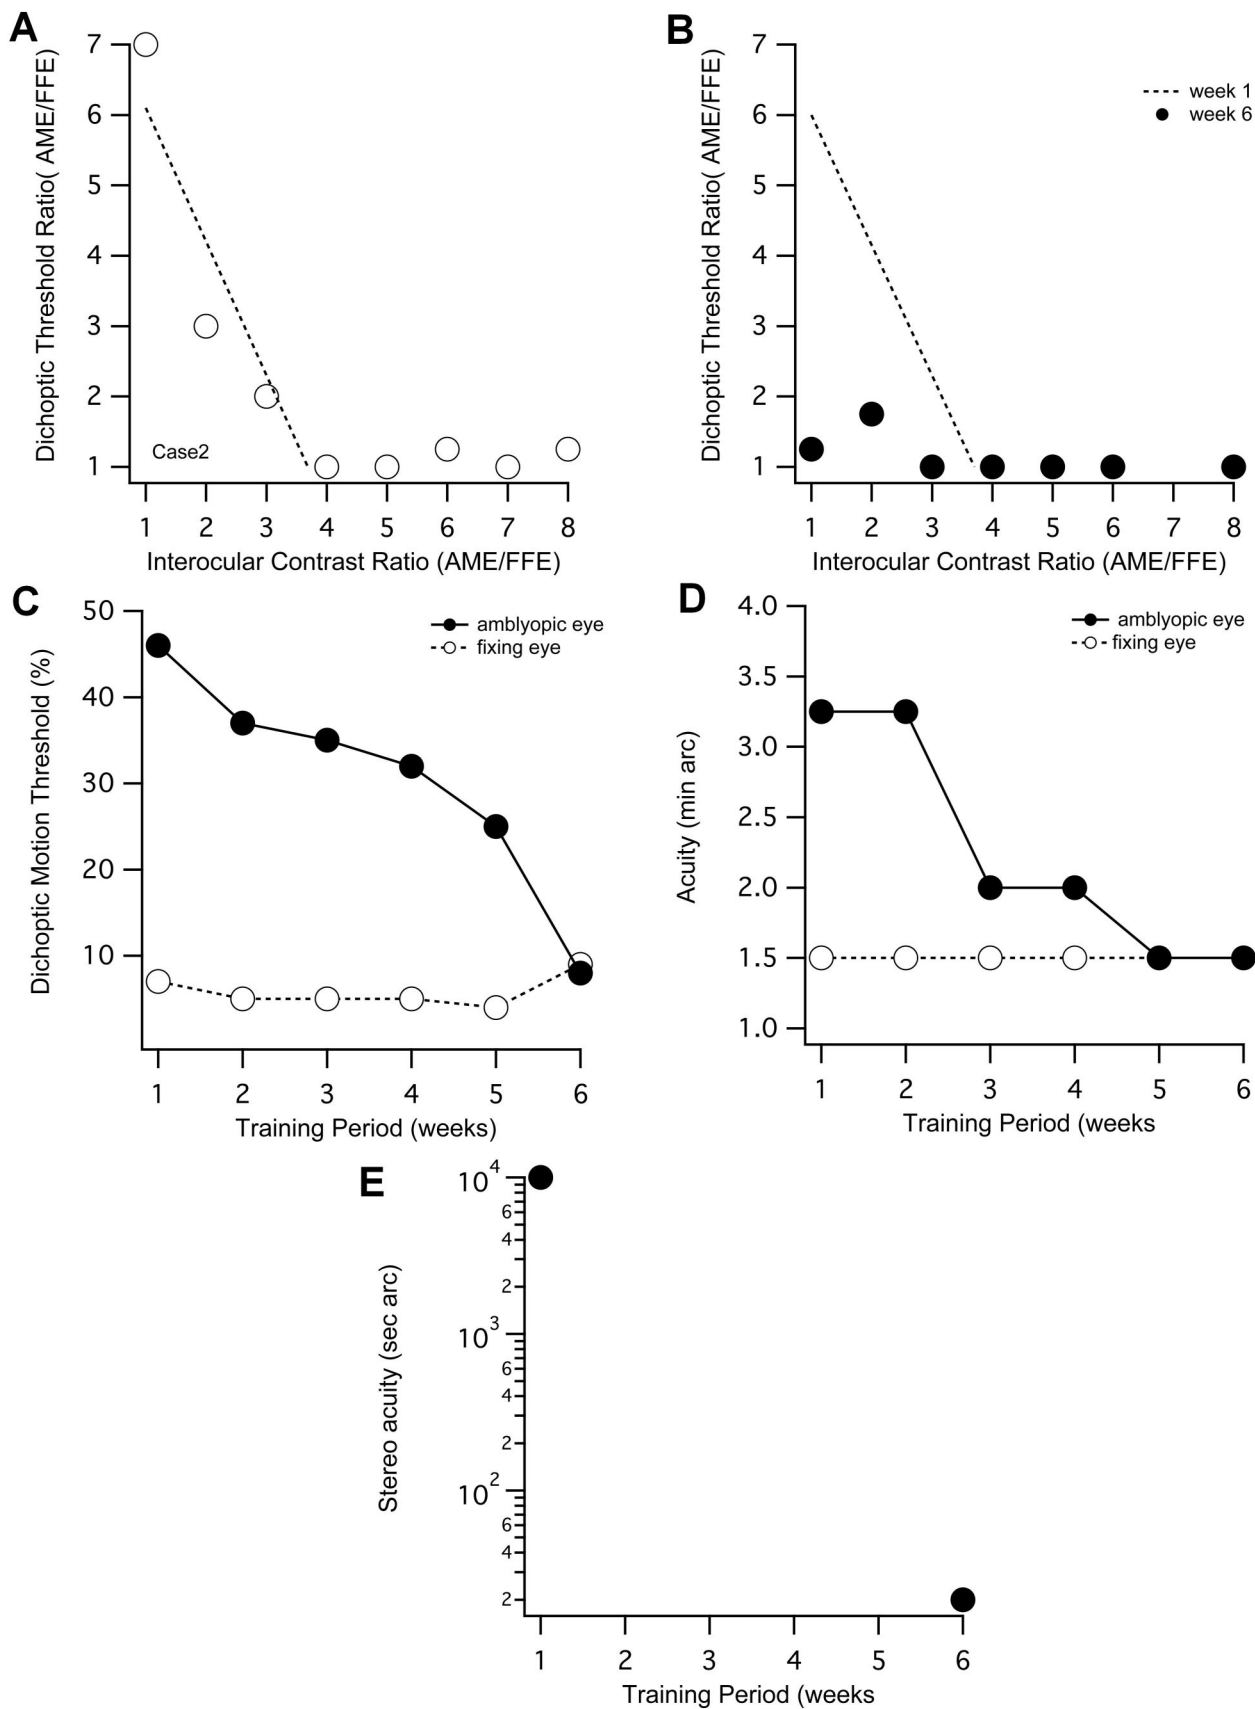 A
Dichoptic Threshold Ratio( AME/FFE)
7
6
5
4
3
2
1
Case2
1 2 3 4 5 6 7 8
Interocular Contrast Ratio (AME/FFE)
B
Dichoptic Threshold Ratio( AME/FFE)
7
6
5
4
3
2
1
week 1
week 6
1 2 3 4 5 6 7 8
Interocular Contrast Ratio (AME/FFE)
C
Dichoptic Motion Threshold (%)
50
40
30
20
10
amblyopic eye
fixing eye
1 2 3 4 5 6
Training Period (weeks)
D
Acuity (min arc)
4.0
3.5
3.0
2.5
2.0
1.5
1.0
amblyopic eye
fixing eye
1 2 3 4 5 6
Training Period (weeks
E
Stereo acuity (sec arc)
10⁴
6
4
2
10³
6
4
2
10²
6
4
2
1 2 3 4 5 6
Training Period (weeks